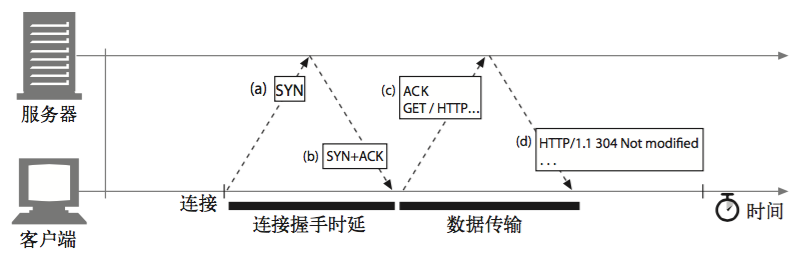 服务器
(a) SYN
(b) SYN+ACK
(c) ACK
GET / HTTP...
(d) HTTP/1.1 304 Not modified
...
客户端
连接
连接握手时延
数据传输
时间